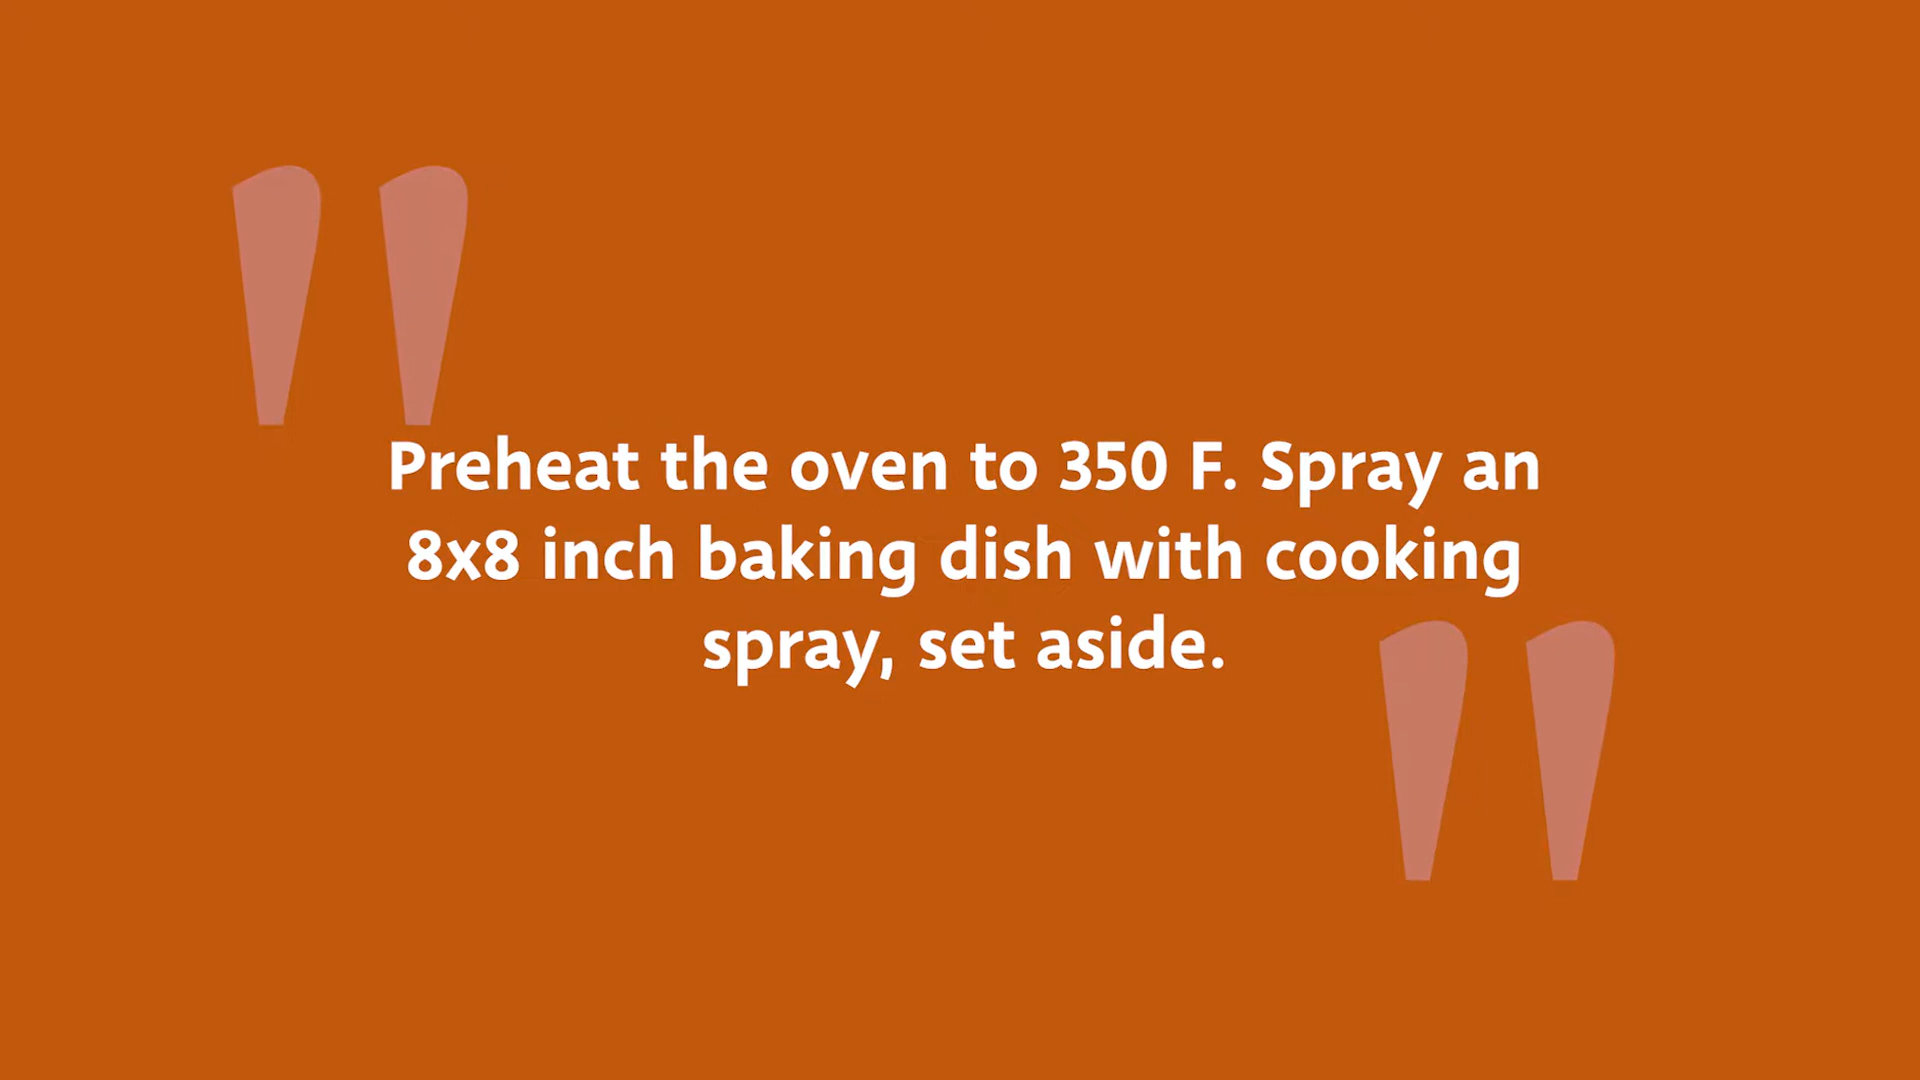 Preheat the oven to 350 F. Spray an
8x8 inch baking dish with cooking
spray, set aside.